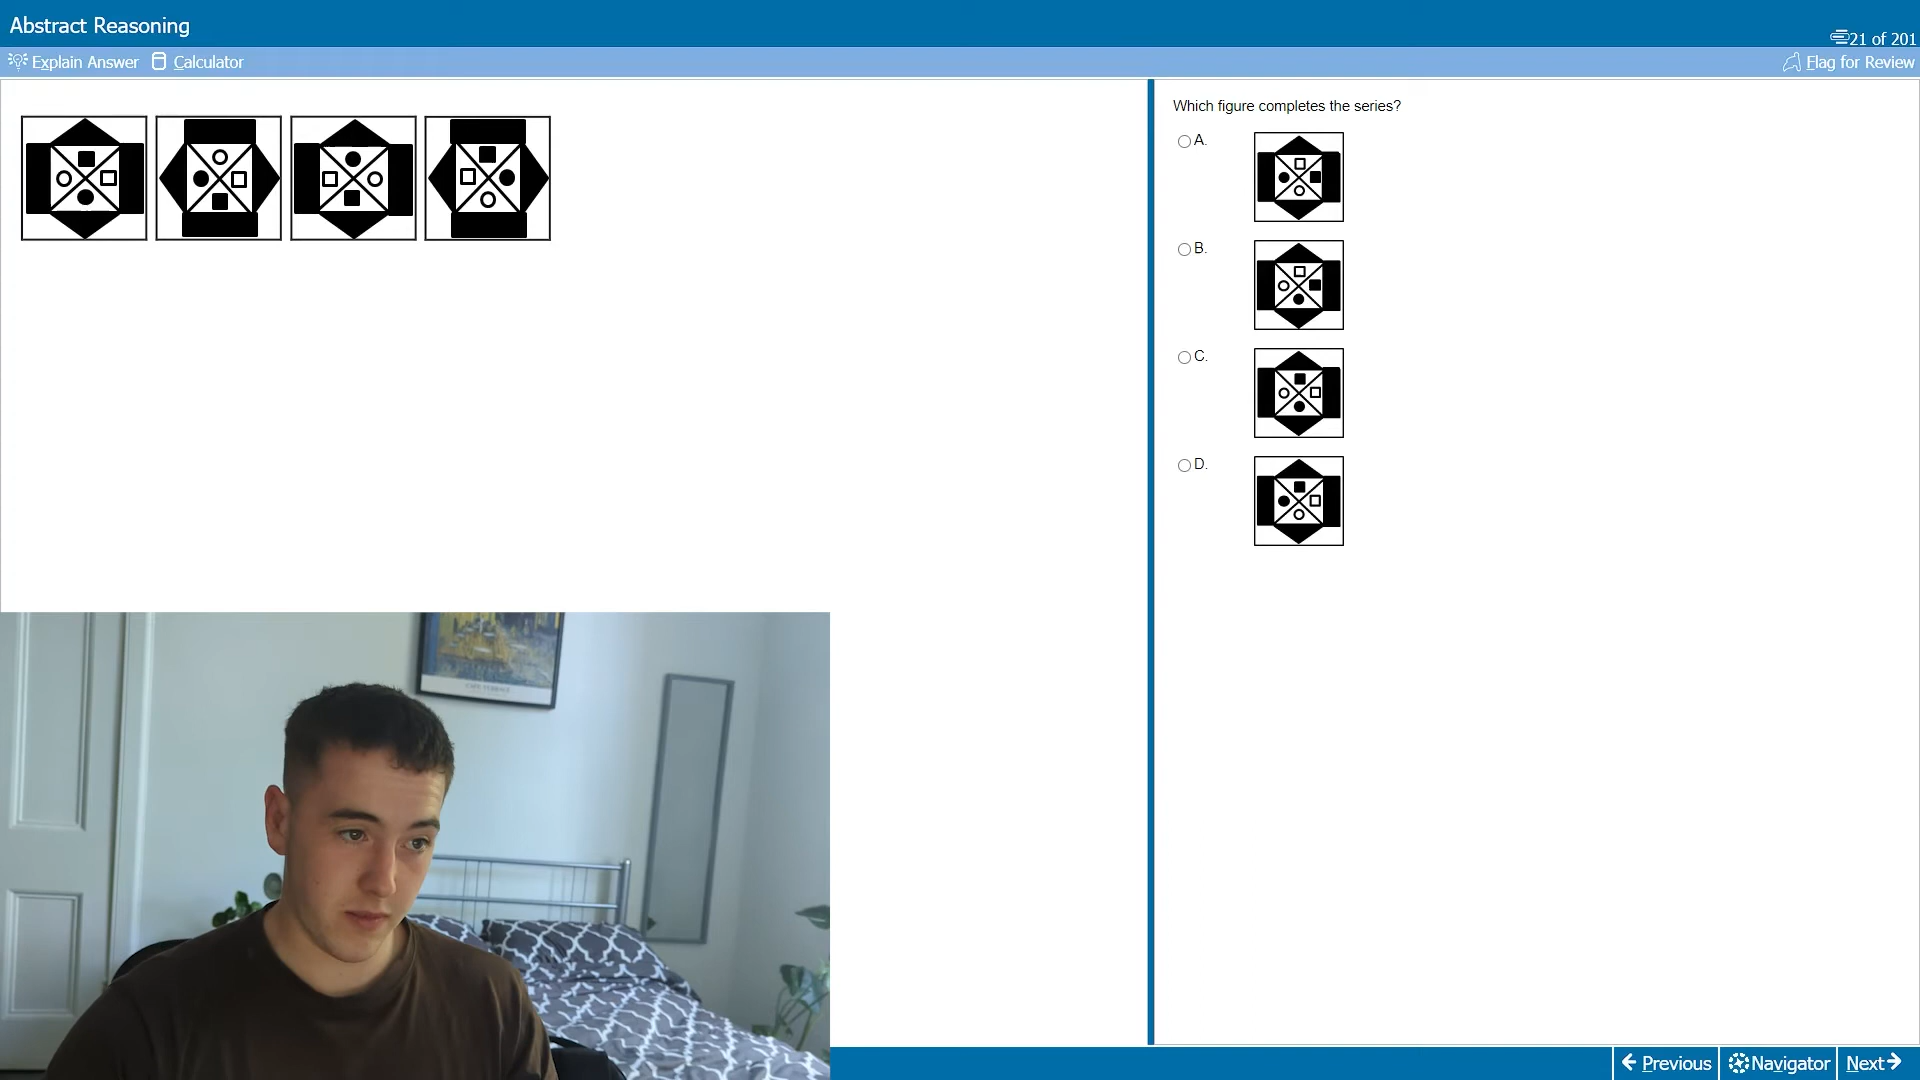 Abstract Reasoning
21 of 201
Explain Answer
Calculator
Flag for Review
Which figure completes the series?
A.
B.
C.
D.
Previous
Navigator
Next